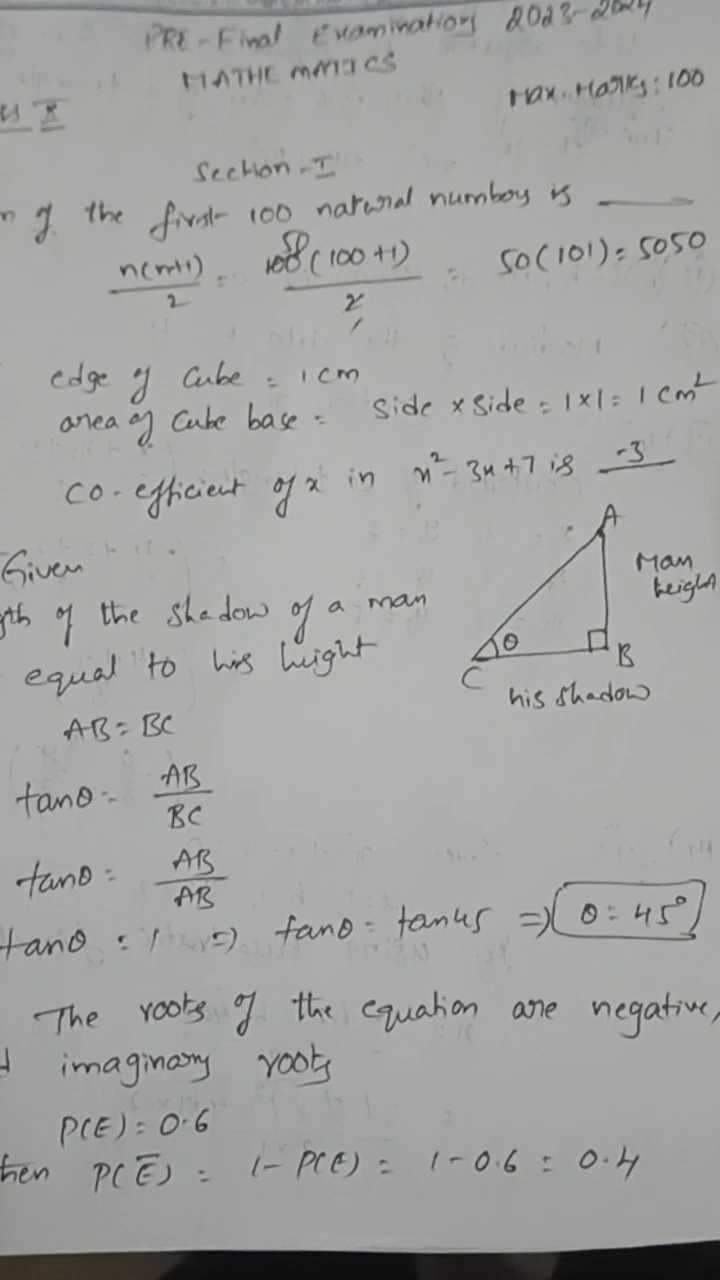 PRE-Final Examinations 2023-2024
MATHEMATICS
Max. Marks: 100
Section-I
of the first 100 natural numbers is ____
n(n+1)/2 = 100(100+1)/2 = 50(101) = 5050
50
edge of cube = 1cm
area of cube base = side x side = 1x1 = 1 cm²
co-efficient of x in x²-3x+7 is -3
Given
of the shadow of a man
equal to his height
A
Man
height
θ
B
C
his shadow
AB = BC
tanθ = AB/BC
tanθ = AB/AB
tanθ = 1 => tanθ = tan45 => θ = 45°
The roots of the equation are negative,
imaginary roots
P(E) = 0.6
then P(Ē) = 1-P(E) = 1-0.6 = 0.4